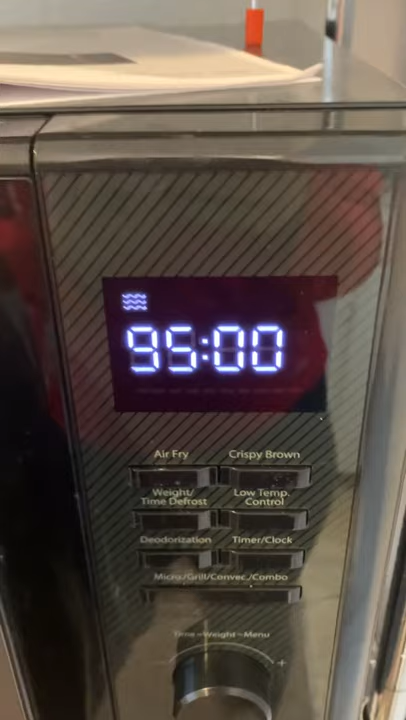 95:00
Air Fry
Crispy Brown
Weight/
Time Defrost
Low Temp.
Control
Deodorization
Timer/Clock
Micro./Grill/Convec./Combo
Time • Weight • Menu
+